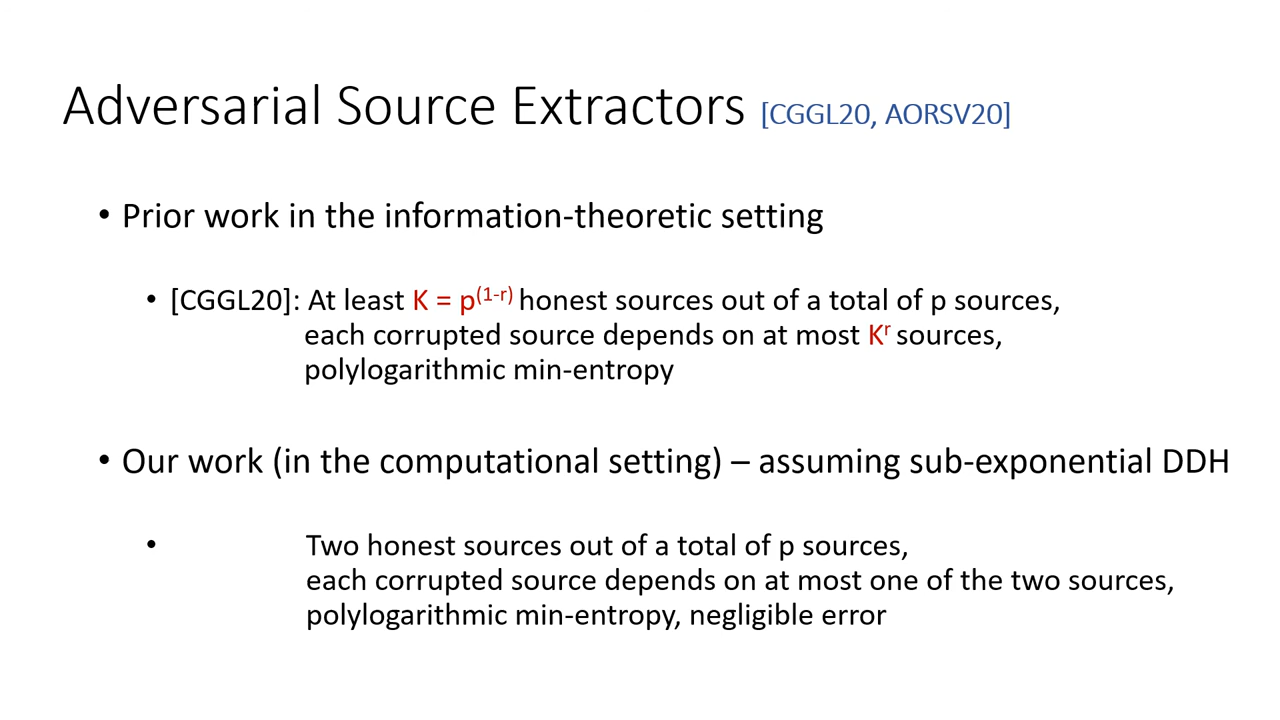 Adversarial Source Extractors [CGGL20, AORSV20]
• Prior work in the information-theoretic setting
• [CGGL20]: At least K = p^(1-r) honest sources out of a total of p sources,
each corrupted source depends on at most K^r sources,
polylogarithmic min-entropy
• Our work (in the computational setting) – assuming sub-exponential DDH
• Two honest sources out of a total of p sources,
each corrupted source depends on at most one of the two sources,
polylogarithmic min-entropy, negligible error